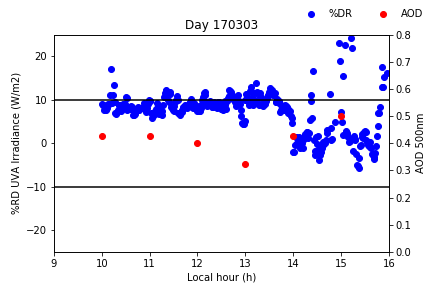 %DR AOD
Day 170303
20
10
0
−10
−20
%RD UVA Irradiance (W/m2)
0.8
0.7
0.6
0.5
0.4
0.3
0.2
0.1
0.0
AOD 500nm
9 10 11 12 13 14 15 16
Local hour (h)